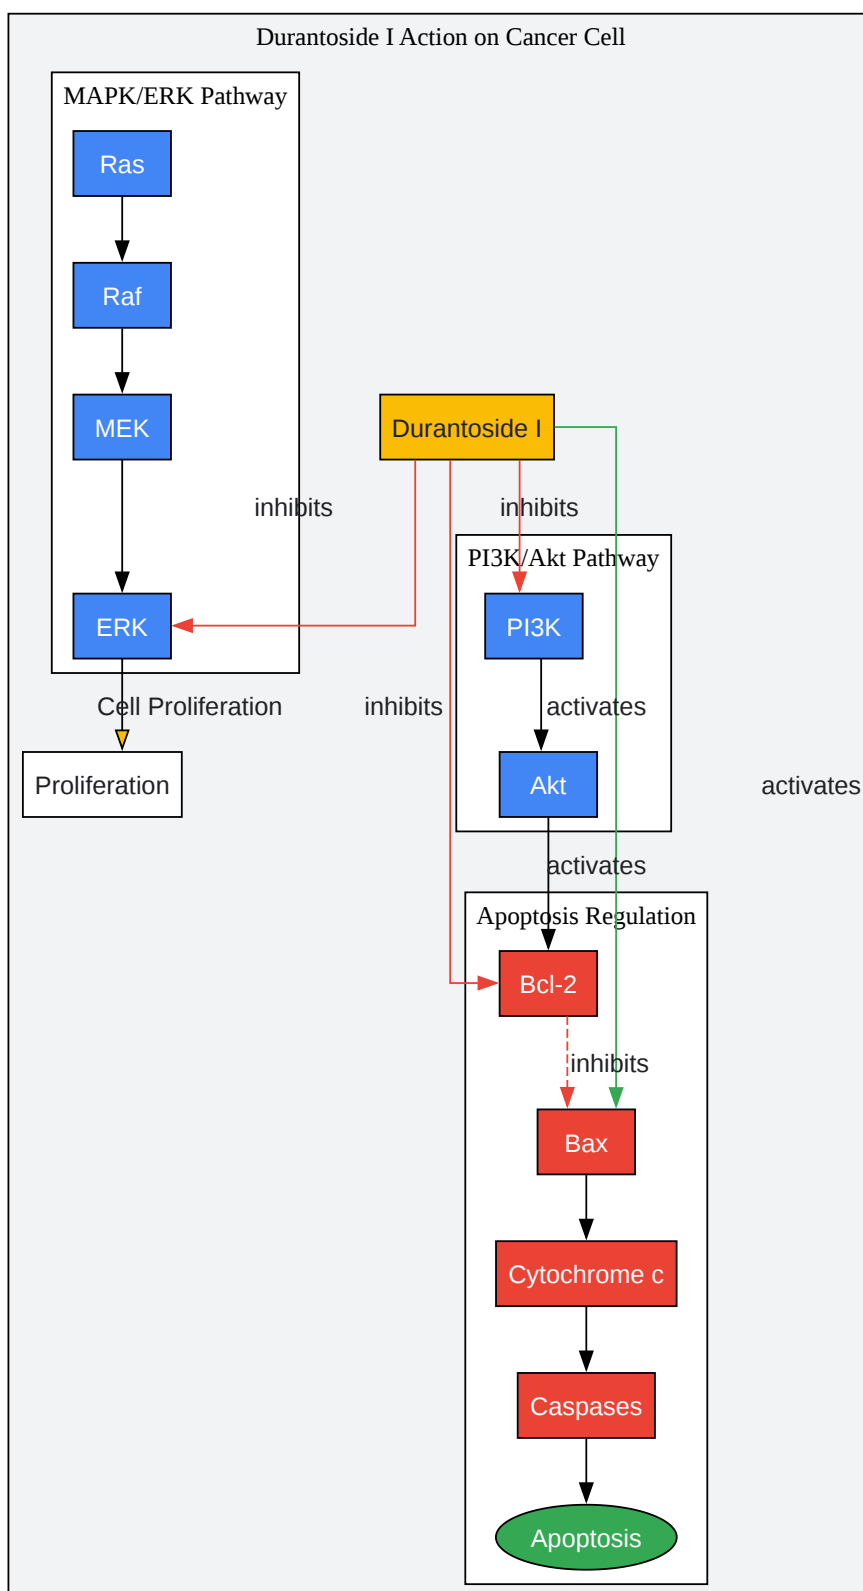 Durantoside I Action on Cancer Cell
MAPK/ERK Pathway
Ras
Raf
MEK
Durantoside I
inhibits
inhibits
PI3K/Akt Pathway
ERK
PI3K
Cell Proliferation
inhibits
activates
Proliferation
Akt
activates
activates
Apoptosis Regulation
Bcl-2
inhibits
Bax
Cytochrome c
Caspases
Apoptosis